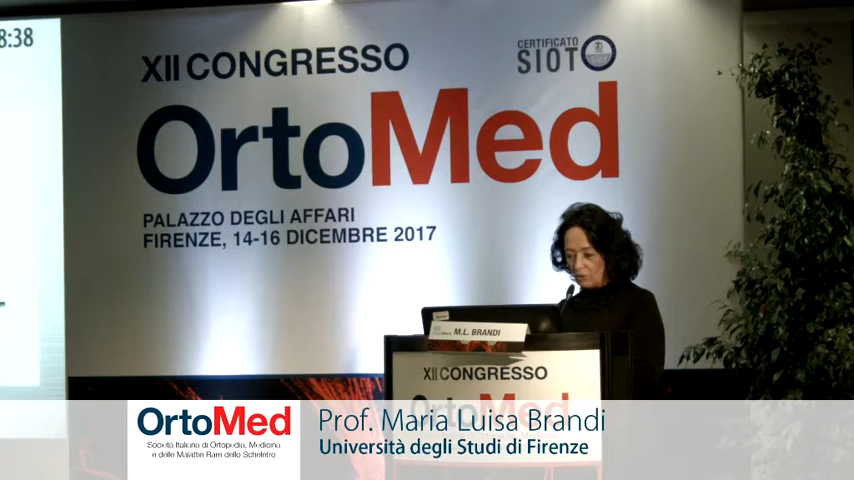 8:38
XII CONGRESSO
CERTIFICATO
SIOT
OrtoMed
PALAZZO DEGLI AFFARI
FIRENZE, 14-16 DICEMBRE 2017
M.L. BRANDI
XII CONGRESSO
OrtoMed
OrtoMed
Società Italiana di Ortopedia, Medicina
e delle Malattie Rare dello Scheletro
Prof. Maria Luisa Brandi
Università degli Studi di Firenze